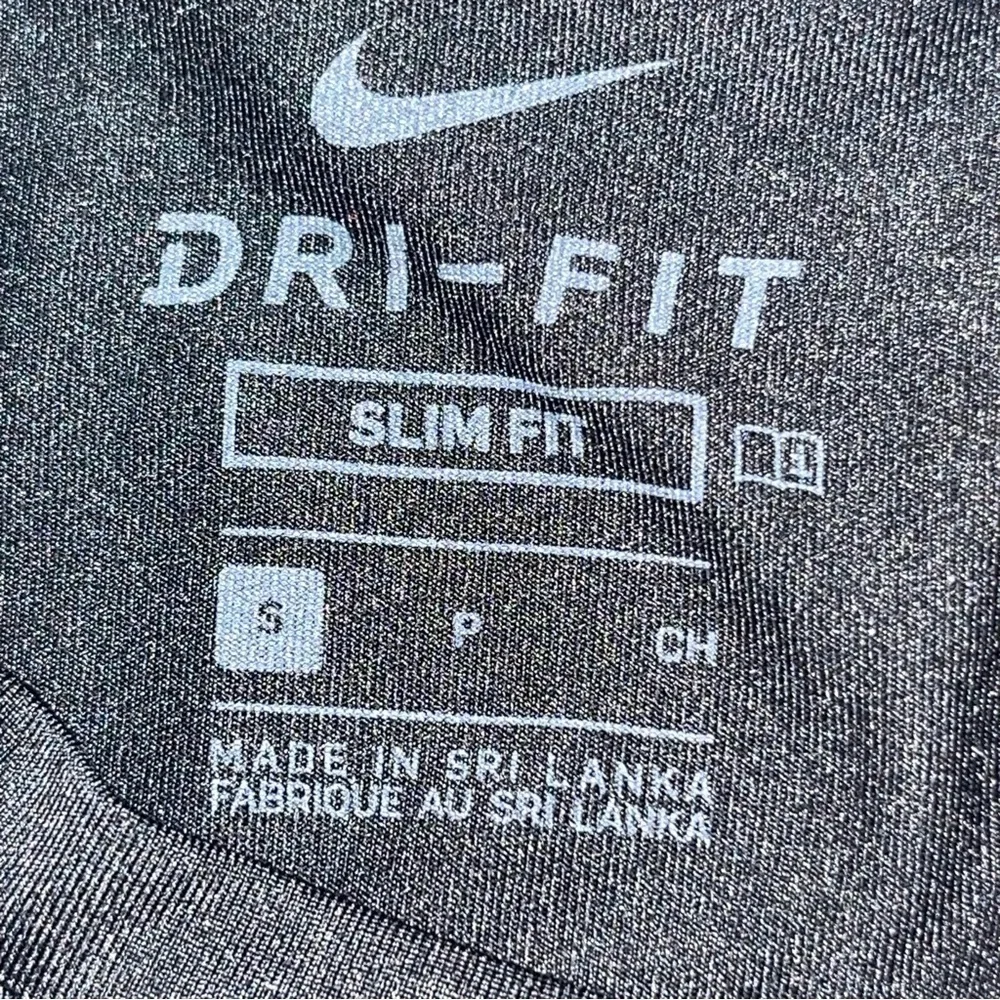 DRI-FIT
SLIM FIT
S P CH
MADE IN SRI LANKA
FABRIQUE AU SRI LANKA